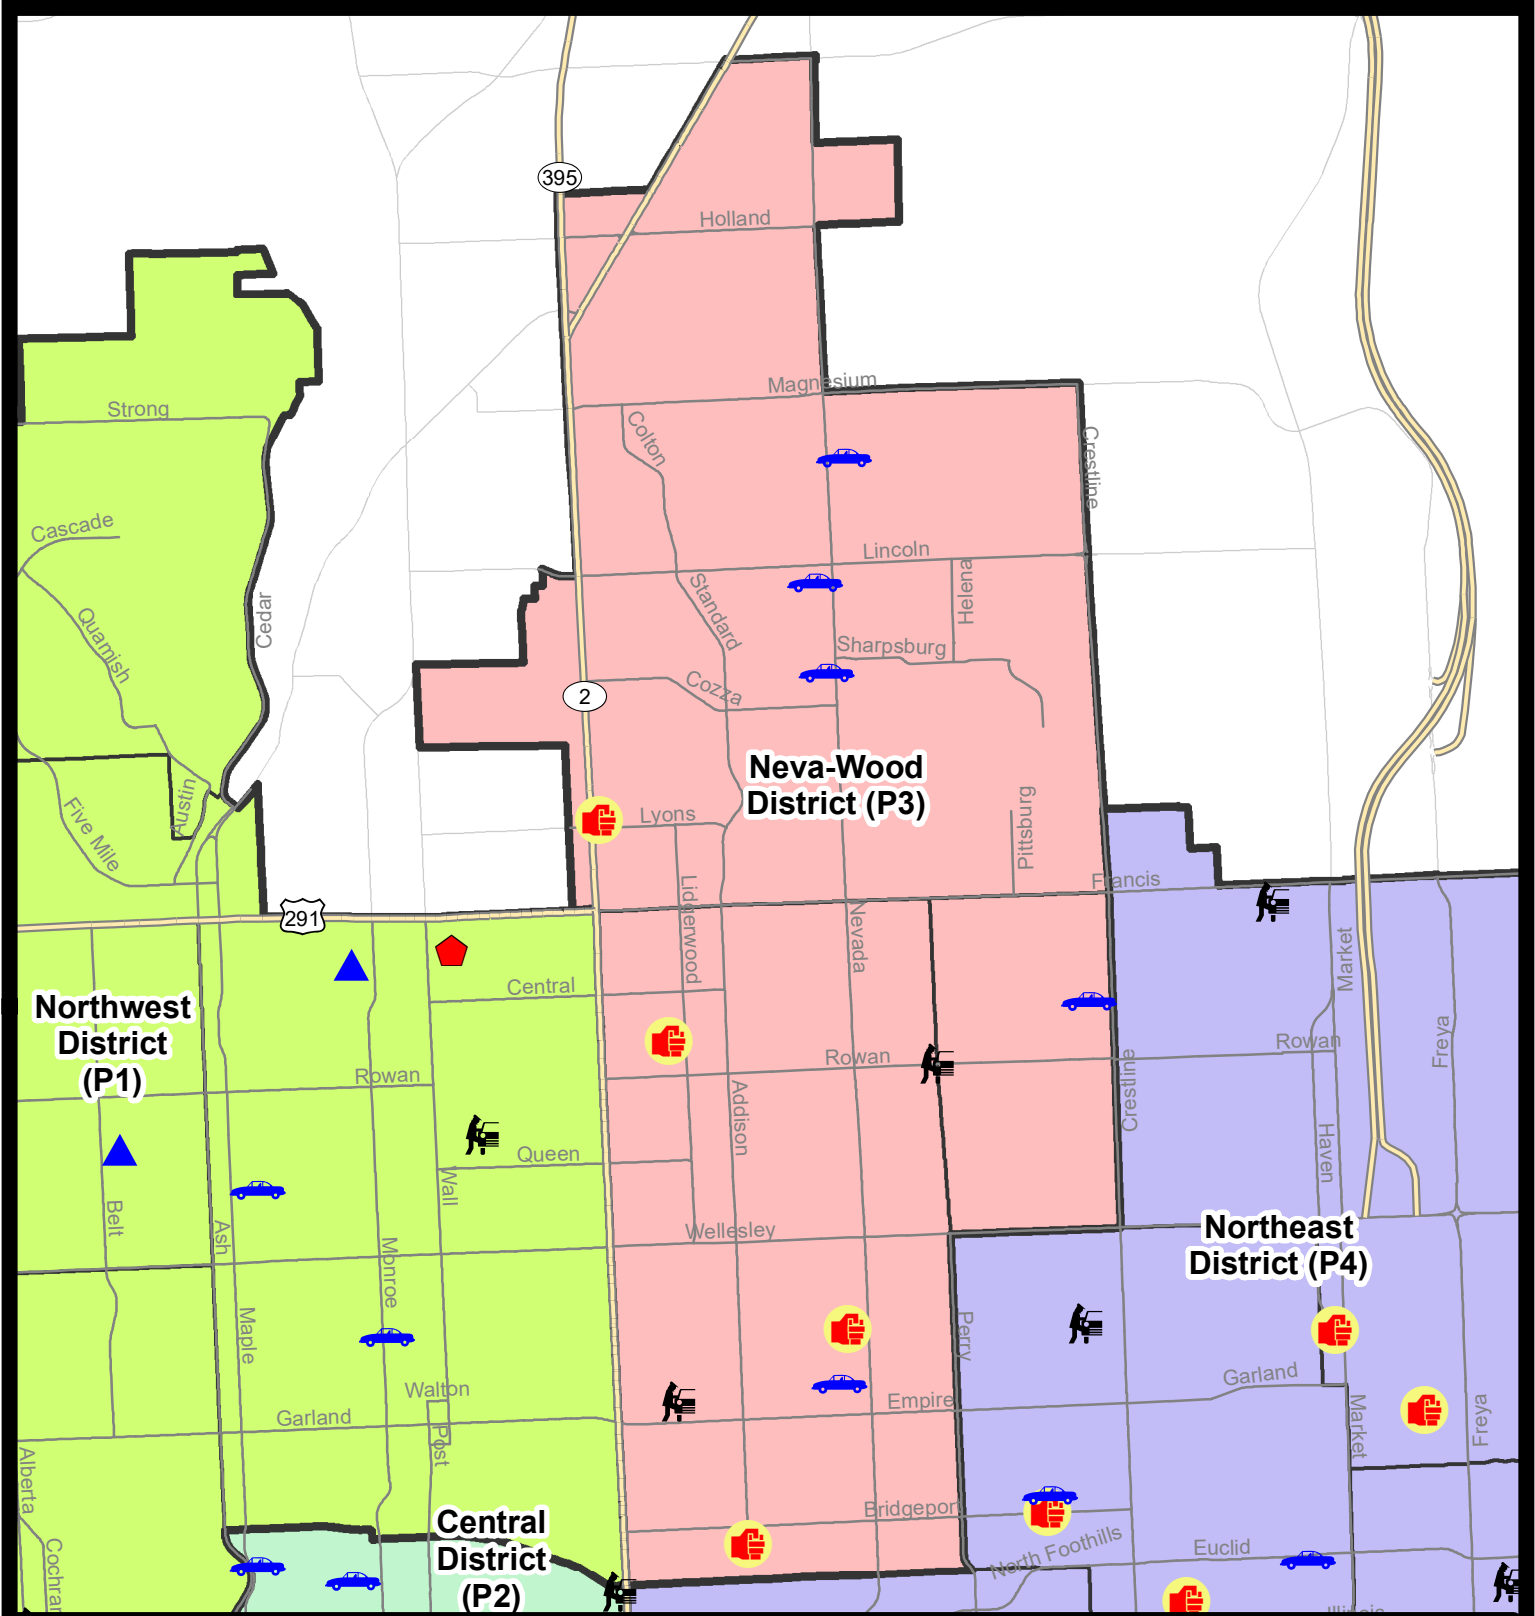 395
Holland
Magnesium
Strong
Colton
Crestline
Cascade
Lincoln
Helena
Standard
Cedar
Quamish
Sharpsburg
Cozza
2
Neva-Wood
District (P3)
Five Mile
Austin
Lyons
Pittsburg
Francis
Lidgerwood
Nevada
291
Market
Central
Northwest
District
(P1)
Rowan
Rowan
Rowan
Freya
Addison
Crestline
Haven
Queen
Wall
Belt
Ash
Wellesley
Northeast
District (P4)
Monroe
Maple
Perry
Walton
Garland
Empire
Garland
Post
Market
Freya
Alberta
Bridgeport
Central
District
(P2)
North Foothills
Euclid
Cochran